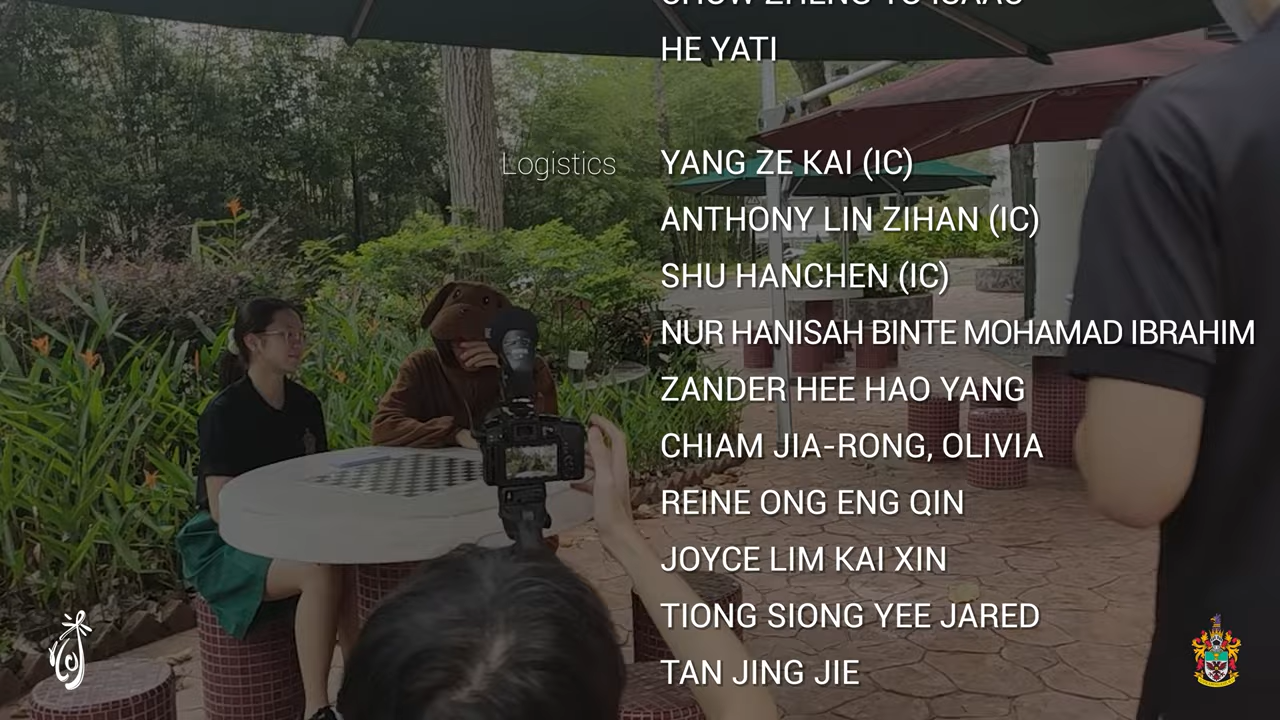 HE YATI
Logistics YANG ZE KAI (IC)
ANTHONY LIN ZIHAN (IC)
SHU HANCHEN (IC)
NUR HANISAH BINTE MOHAMAD IBRAHIM
ZANDER HEE HAO YANG
CHIAM JIA-RONG, OLIVIA
REINE ONG ENG QIN
JOYCE LIM KAI XIN
TIONG SIONG YEE JARED
TAN JING JIE